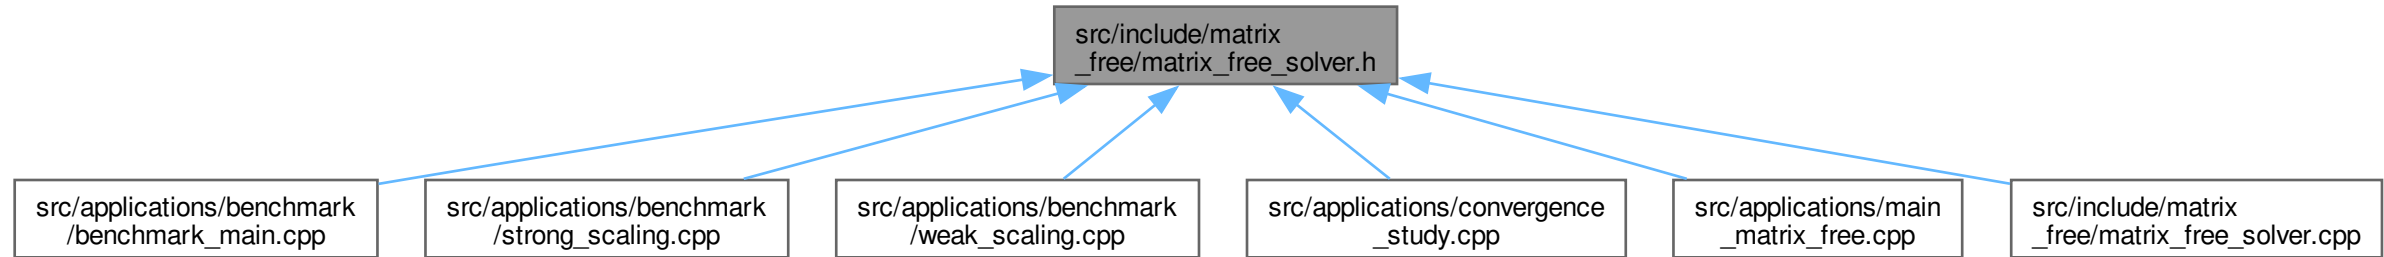 src/include/matrix
_free/matrix_free_solver.h
src/applications/benchmark
/benchmark_main.cpp
src/applications/benchmark
/strong_scaling.cpp
src/applications/benchmark
/weak_scaling.cpp
src/applications/convergence
_study.cpp
src/applications/main
_matrix_free.cpp
src/include/matrix
_free/matrix_free_solver.cpp